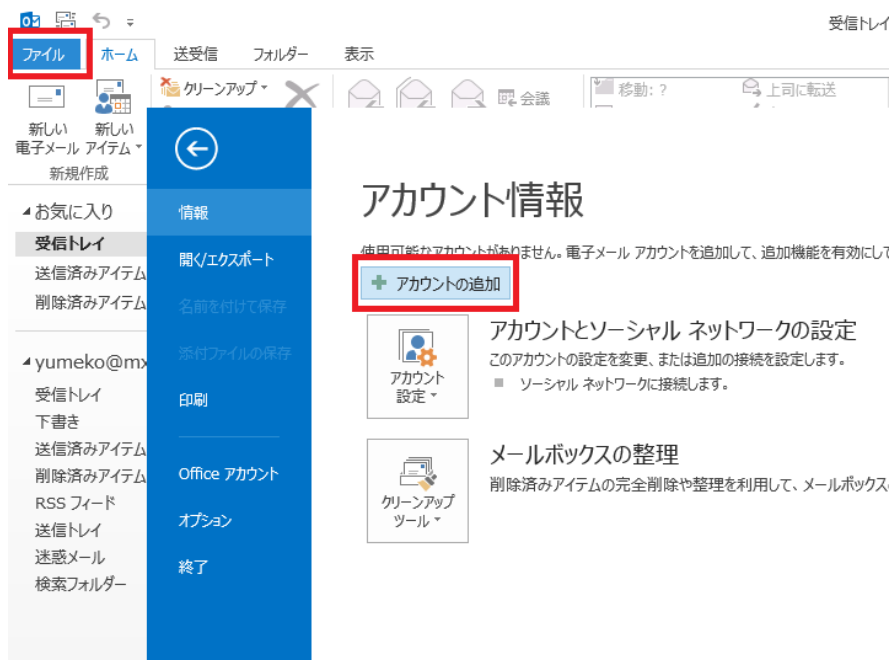 受信トレイ
ファイル ホーム 送受信 フォルダー 表示
クリーンアップ
会議
移動: ?
上司に転送
新しい
電子メール
新しい
アイテム
新規作成
お気に入り
受信トレイ
送信済みアイテム
削除済みアイテム
yumeko@mx
受信トレイ
下書き
送信済みアイテム
削除済みアイテム
RSS フィード
送信トレイ
迷惑メール
検索フォルダー
情報
開く/エクスポート
名前を付けて保存
添付ファイルの保存
印刷
Office アカウント
オプション
終了
アカウント情報
使用可能なアカウントがありません。電子メール アカウントを追加して、追加機能を有効にして
アカウントの追加
アカウント
設定
アカウントとソーシャル ネットワークの設定
このアカウントの設定を変更、または追加の接続を設定します。
ソーシャル ネットワークに接続します。
クリーンアップ
ツール
メールボックスの整理
削除済みアイテムの完全削除や整理を利用して、メールボックス